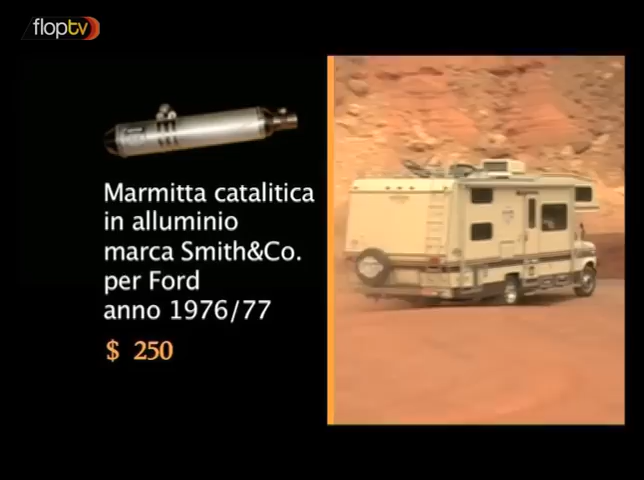 floptv
Marmitta catalitica
in alluminio
marca Smith&Co.
per Ford
anno 1976/77
$ 250